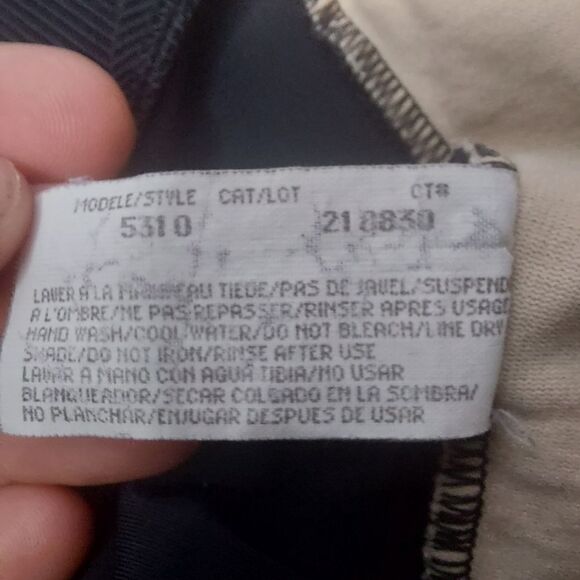 MODELE/STYLE CAT/LOT CT#
5310 218830
LAVER A LA MAIN/EAU TIEDE/PAS DE JAVEL/SUSPEND
A L'OMBRE/NE PAS REPASSER/RINSER APRES USAGE
HAND WASH/COOL WATER/DO NOT BLEACH/LINE DRY
SHADE/DO NOT IRON/RINSE AFTER USE
LAVAR A MANO CON AGUA TIBIA/NO USAR
BLANQUEADOR/SECAR COLGADO EN LA SOMBRA/
NO PLANCHAR/ENJUGAR DESPUES DE USAR